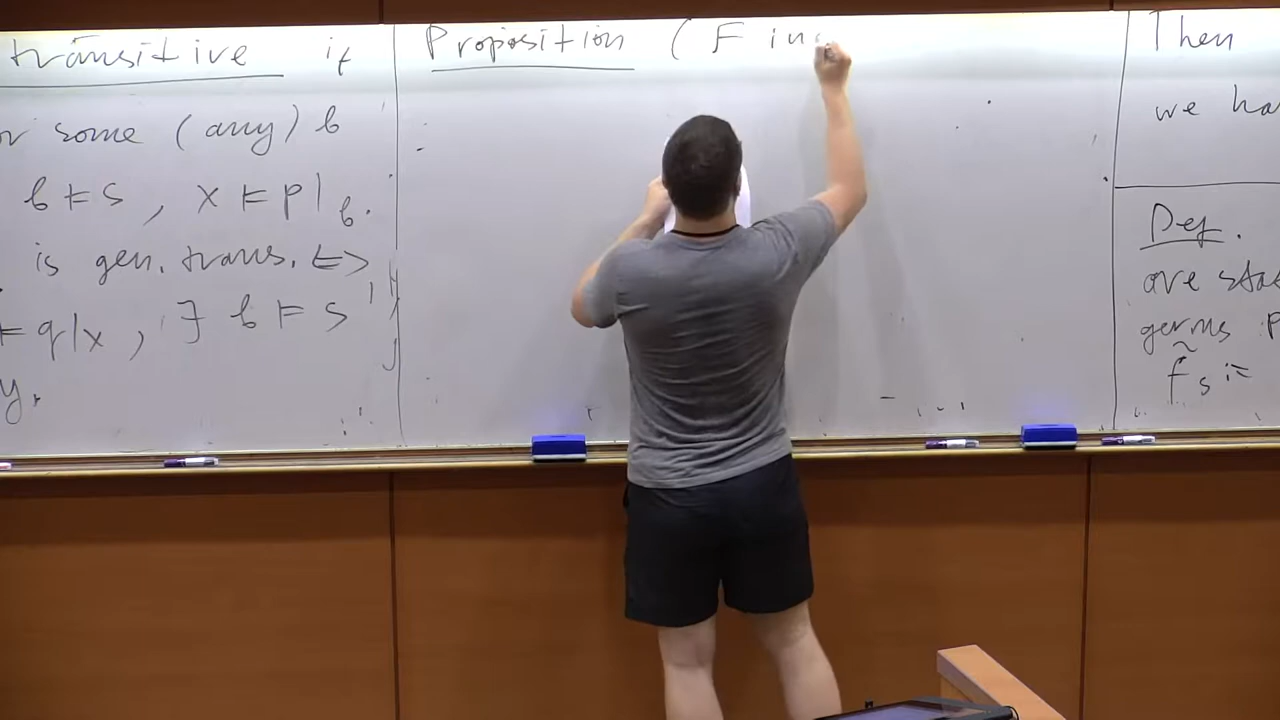 transitive if
or some (any) b
b ⊨ s , x ⊨ p|b.
is gen. trans. <=>
⊨ q|x , ∃ b ⊨ s
y.
Proposition ( F in
Then
we ha
Def.
are sta
germs p
f̃s =